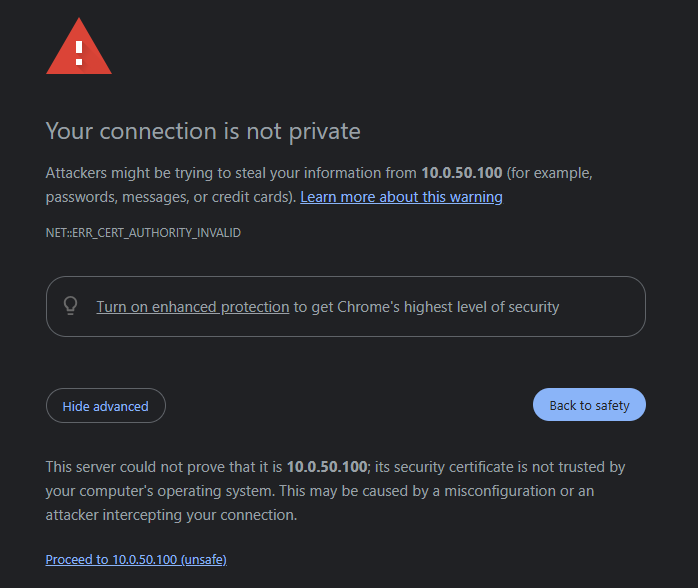 Your connection is not private
Attackers might be trying to steal your information from 10.0.50.100 (for example,
passwords, messages, or credit cards). Learn more about this warning
NET::ERR_CERT_AUTHORITY_INVALID
Turn on enhanced protection to get Chrome's highest level of security
Hide advanced
Back to safety
This server could not prove that it is 10.0.50.100; its security certificate is not trusted by
your computer's operating system. This may be caused by a misconfiguration or an
attacker intercepting your connection.
Proceed to 10.0.50.100 (unsafe)